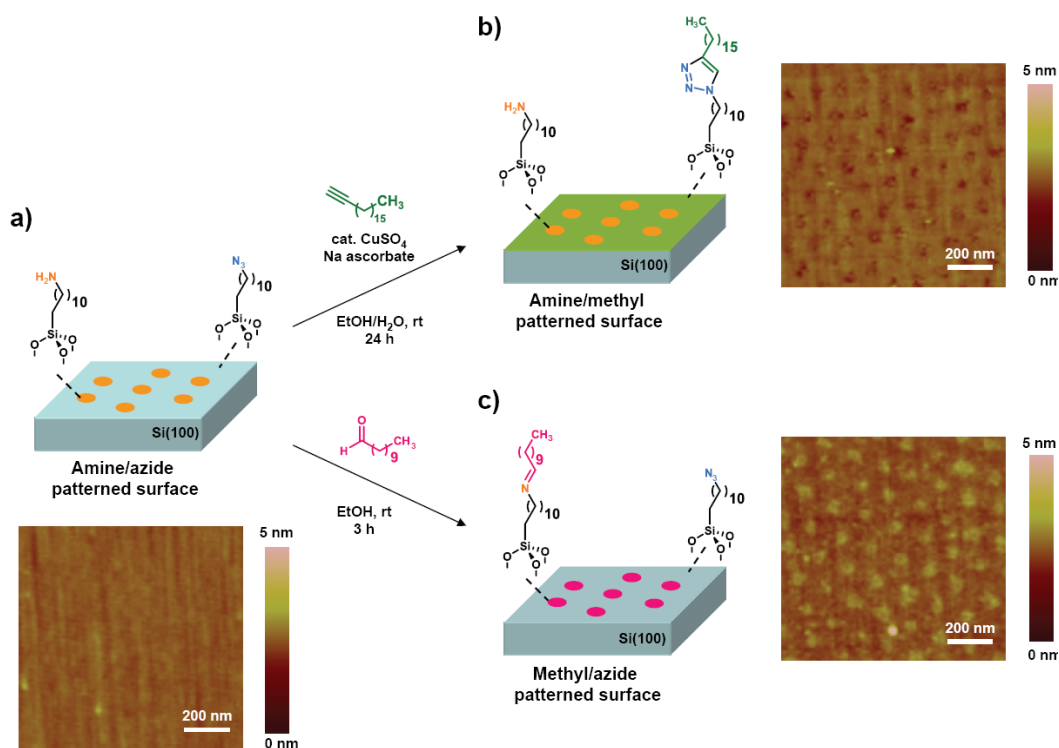 b)
H₃C
15
N
N
N
10
H₂N
10
Si
O
O
O
Si
O
O
O
Si(100)
Amine/methyl
patterned surface
5 nm
200 nm
0 nm
CH₃
15
cat. CuSO₄
Na ascorbate
EtOH/H₂O, rt
24 h
a)
H₂N
10
Si
O
O
O
N₃
10
Si
O
O
O
Si(100)
Amine/azide
patterned surface
5 nm
200 nm
0 nm
O
H
CH₃
9
EtOH, rt
3 h
c)
CH₃
9
N
10
Si
O
O
O
N₃
10
Si
O
O
O
Si(100)
Methyl/azide
patterned surface
5 nm
200 nm
0 nm